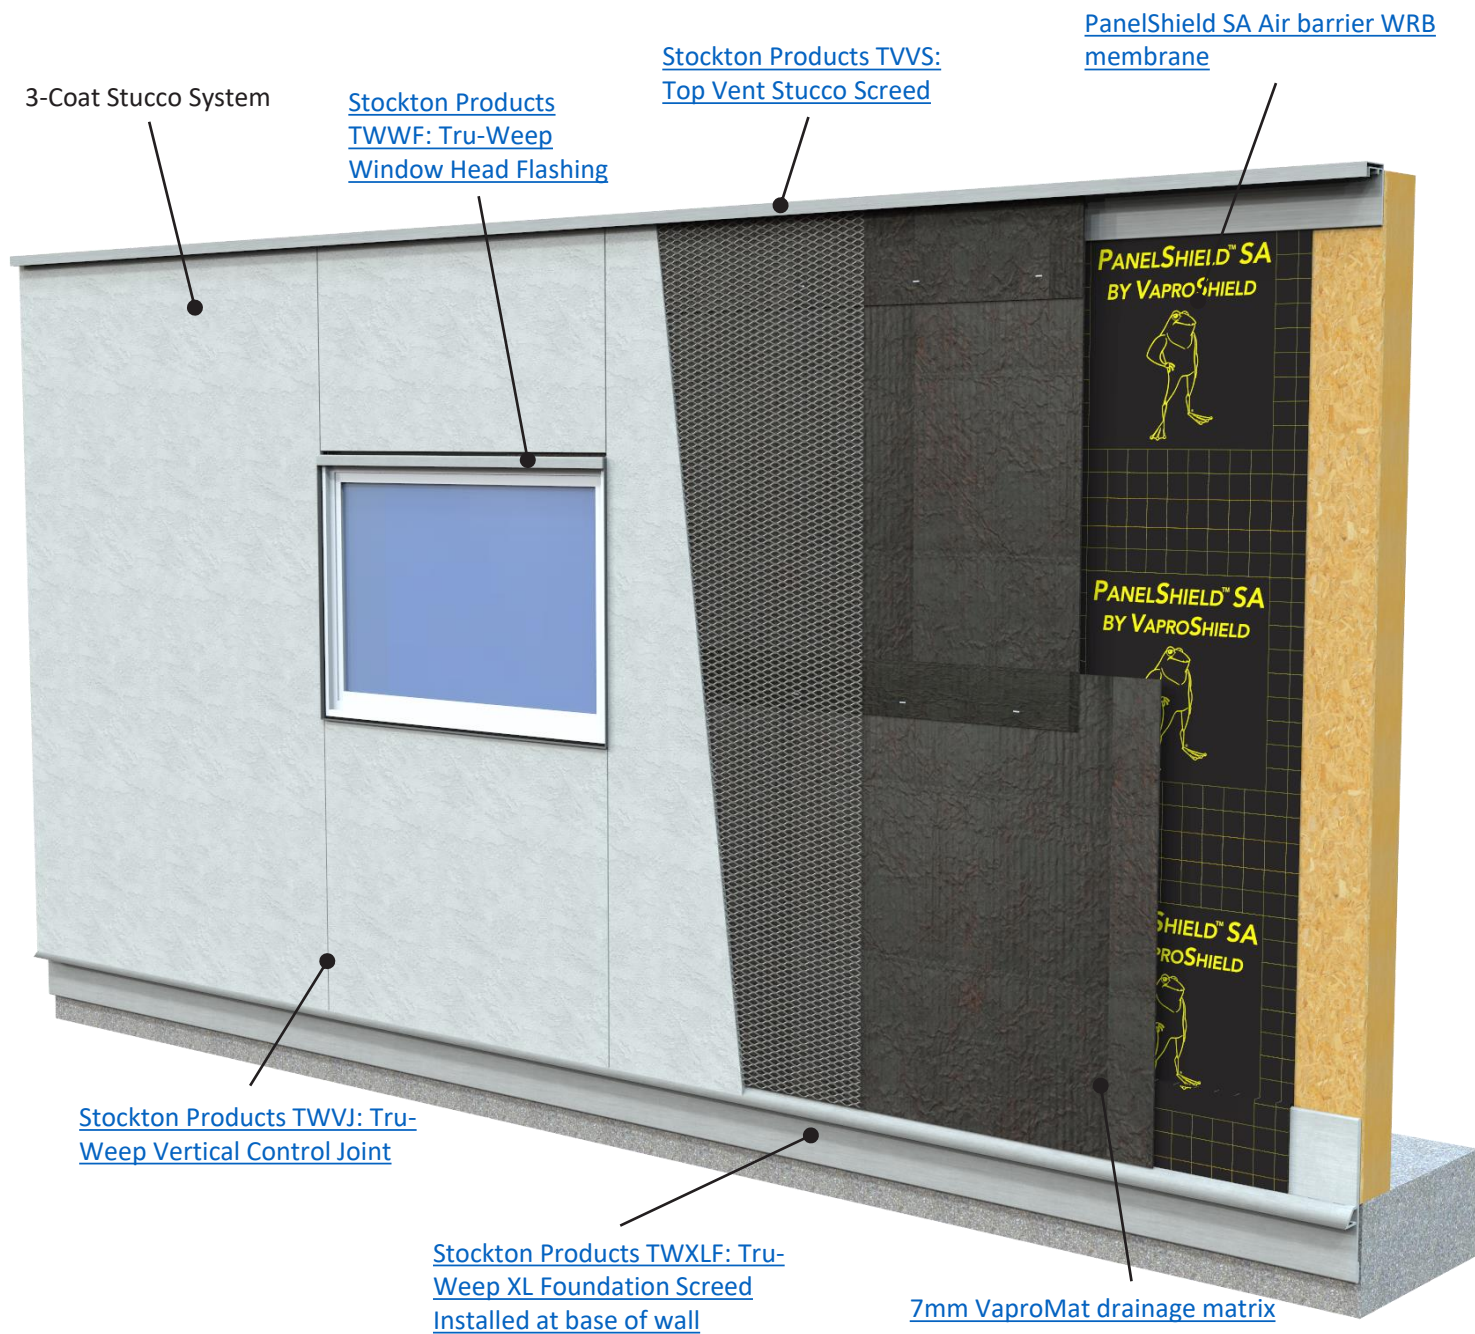 PanelShield SA Air barrier WRB
membrane
Stockton Products TVVS:
Top Vent Stucco Screed
3-Coat Stucco System
Stockton Products
TWWF: Tru-Weep
Window Head Flashing
PANELSHIELD™ SA
BY VAPROSHIELD
PANELSHIELD™ SA
BY VAPROSHIELD
SHIELD™ SA
PROSHIELD
Stockton Products TWVJ: Tru-
Weep Vertical Control Joint
Stockton Products TWXLF: Tru-
Weep XL Foundation Screed
Installed at base of wall
7mm VaproMat drainage matrix